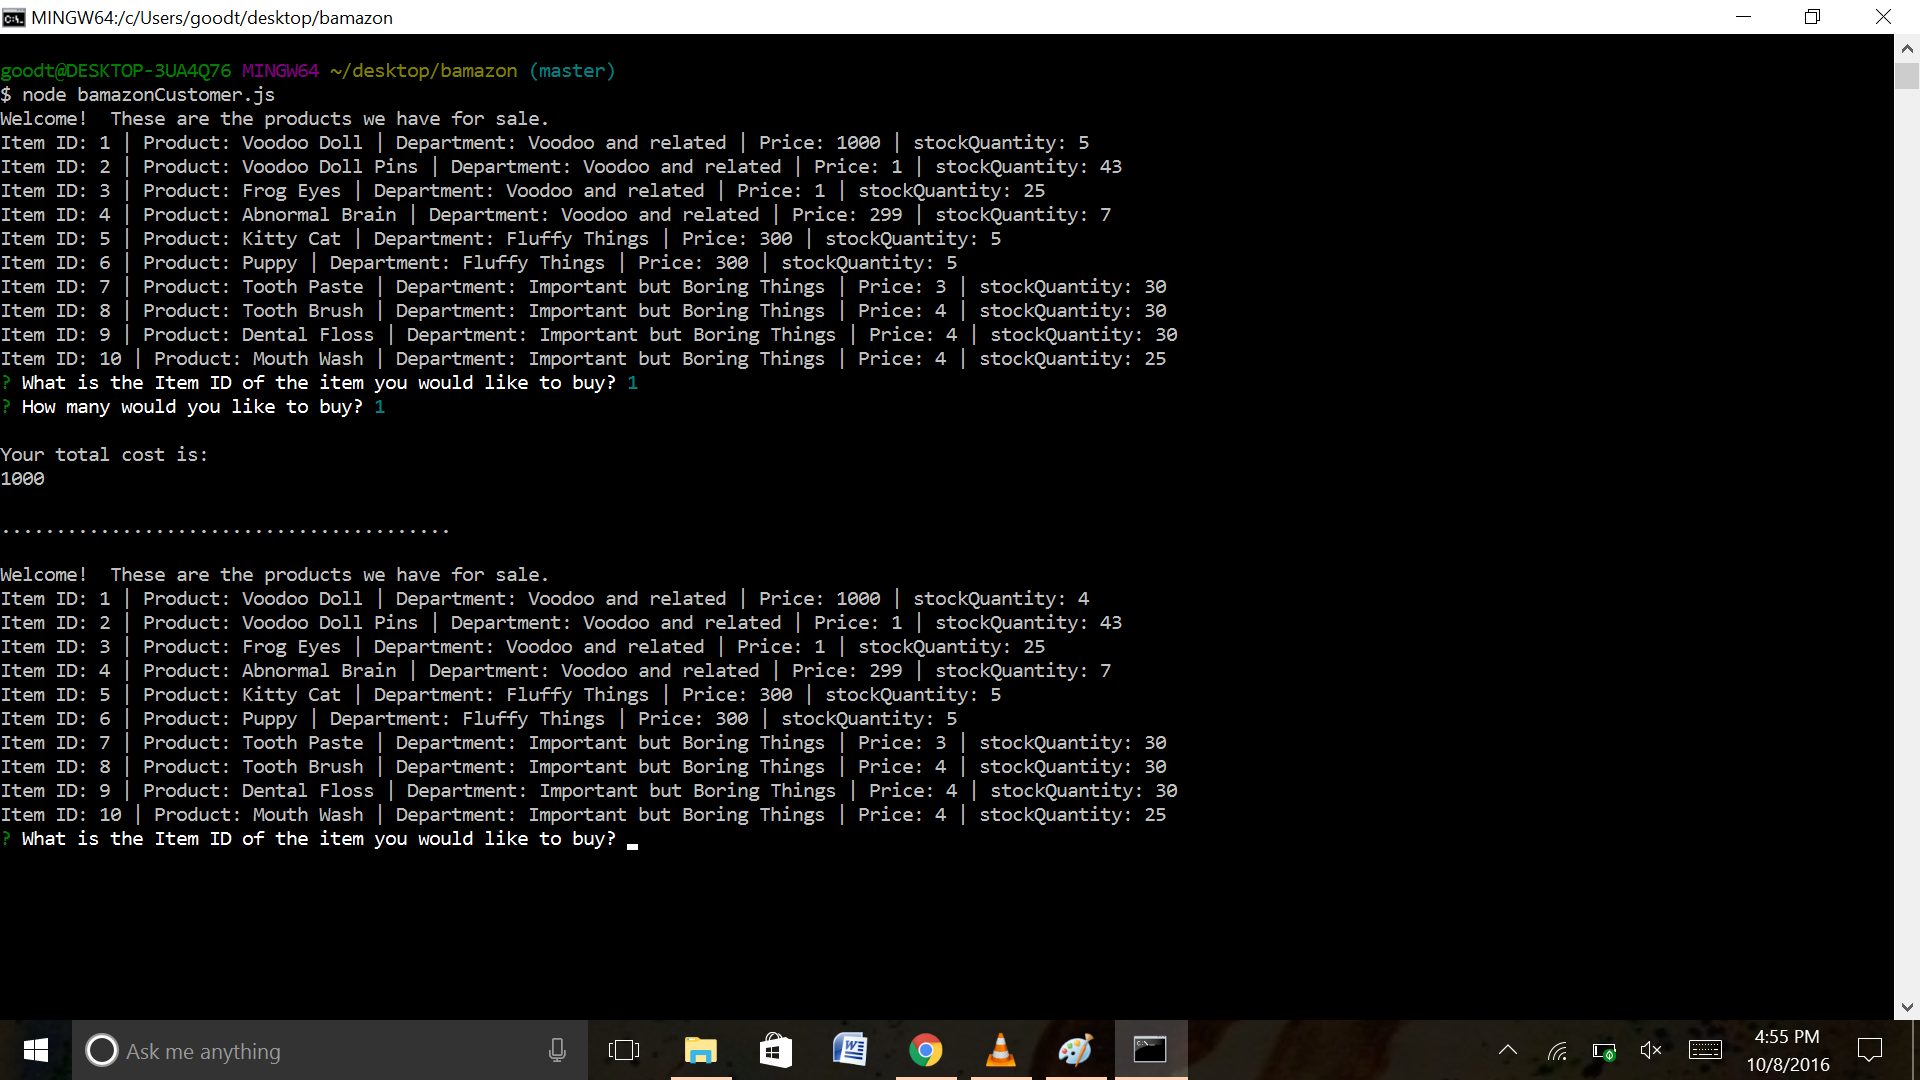 MINGW64:/c/Users/goodt/desktop/bamazon
goodt@DESKTOP-3UA4Q76 MINGW64 ~/desktop/bamazon (master)
$ node bamazonCustomer.js
Welcome!  These are the products we have for sale.
Item ID: 1 | Product: Voodoo Doll | Department: Voodoo and related | Price: 1000 | stockQuantity: 5
Item ID: 2 | Product: Voodoo Doll Pins | Department: Voodoo and related | Price: 1 | stockQuantity: 43
Item ID: 3 | Product: Frog Eyes | Department: Voodoo and related | Price: 1 | stockQuantity: 25
Item ID: 4 | Product: Abnormal Brain | Department: Voodoo and related | Price: 299 | stockQuantity: 7
Item ID: 5 | Product: Kitty Cat | Department: Fluffy Things | Price: 300 | stockQuantity: 5
Item ID: 6 | Product: Puppy | Department: Fluffy Things | Price: 300 | stockQuantity: 5
Item ID: 7 | Product: Tooth Paste | Department: Important but Boring Things | Price: 3 | stockQuantity: 30
Item ID: 8 | Product: Tooth Brush | Department: Important but Boring Things | Price: 4 | stockQuantity: 30
Item ID: 9 | Product: Dental Floss | Department: Important but Boring Things | Price: 4 | stockQuantity: 30
Item ID: 10 | Product: Mouth Wash | Department: Important but Boring Things | Price: 4 | stockQuantity: 25
? What is the Item ID of the item you would like to buy? 1
? How many would you like to buy? 1
Your total cost is:
1000
.........................................
Welcome!  These are the products we have for sale.
Item ID: 1 | Product: Voodoo Doll | Department: Voodoo and related | Price: 1000 | stockQuantity: 4
Item ID: 2 | Product: Voodoo Doll Pins | Department: Voodoo and related | Price: 1 | stockQuantity: 43
Item ID: 3 | Product: Frog Eyes | Department: Voodoo and related | Price: 1 | stockQuantity: 25
Item ID: 4 | Product: Abnormal Brain | Department: Voodoo and related | Price: 299 | stockQuantity: 7
Item ID: 5 | Product: Kitty Cat | Department: Fluffy Things | Price: 300 | stockQuantity: 5
Item ID: 6 | Product: Puppy | Department: Fluffy Things | Price: 300 | stockQuantity: 5
Item ID: 7 | Product: Tooth Paste | Department: Important but Boring Things | Price: 3 | stockQuantity: 30
Item ID: 8 | Product: Tooth Brush | Department: Important but Boring Things | Price: 4 | stockQuantity: 30
Item ID: 9 | Product: Dental Floss | Department: Important but Boring Things | Price: 4 | stockQuantity: 30
Item ID: 10 | Product: Mouth Wash | Department: Important but Boring Things | Price: 4 | stockQuantity: 25
? What is the Item ID of the item you would like to buy?
Ask me anything
4:55 PM
10/8/2016